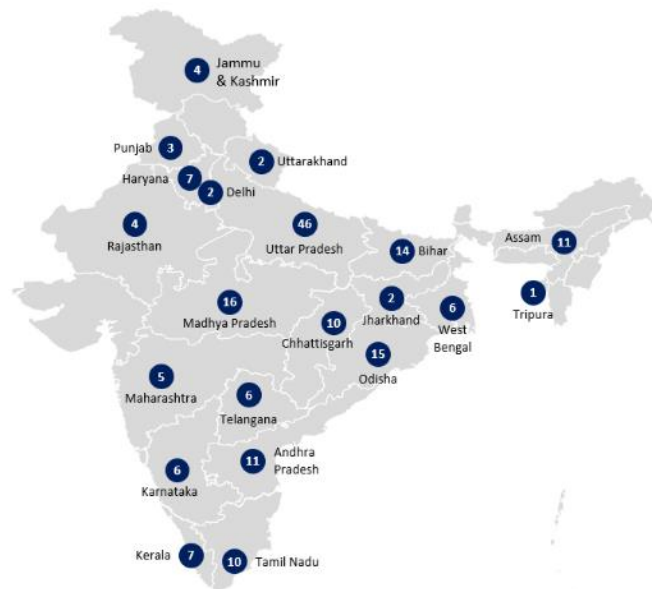 4
Jammu
& Kashmir
Punjab
3
2
Uttarakhand
Haryana
7
2
Delhi
4
Rajasthan
46
Uttar Pradesh
14
Bihar
Assam
11
16
Madhya Pradesh
2
Jharkhand
6
West
Bengal
1
Tripura
10
Chhattisgarh
15
Odisha
5
Maharashtra
6
Telangana
11
Andhra
Pradesh
6
Karnataka
Kerala
7
10
Tamil Nadu